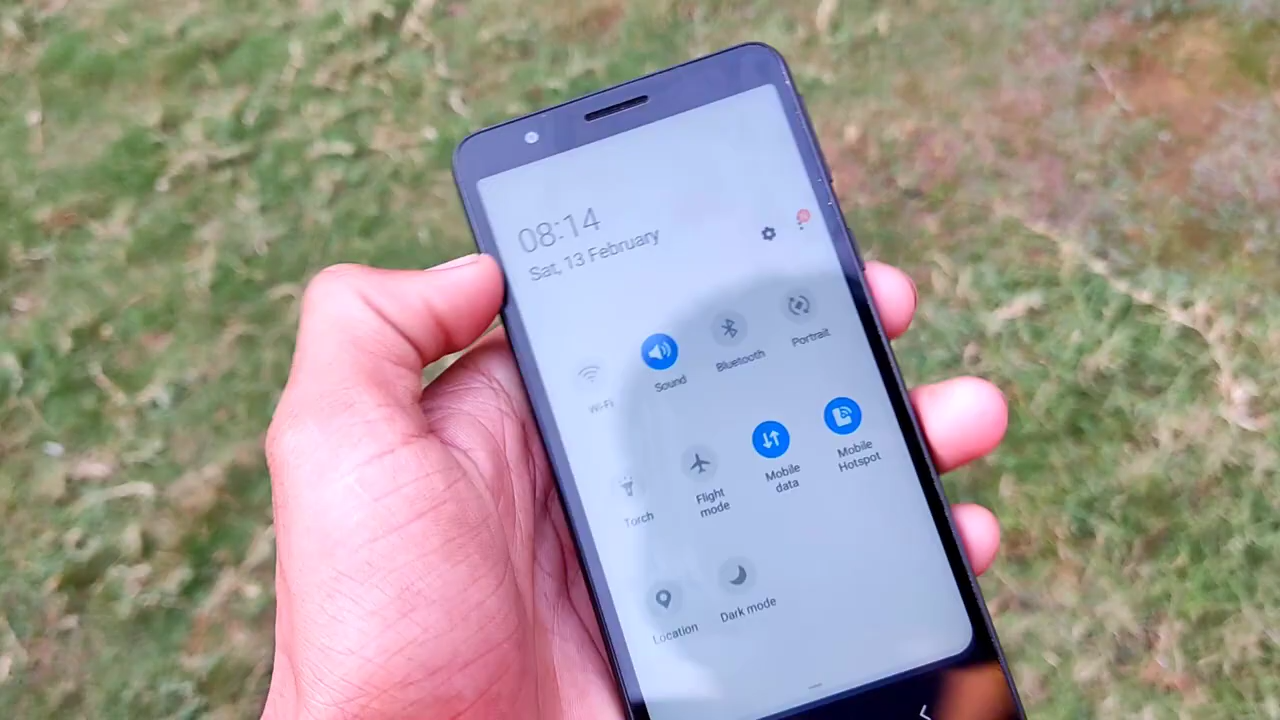 08:14
Sat, 13 February
Wi-Fi
Sound
Bluetooth
Portrait
Torch
Flight
mode
Mobile
data
Mobile
Hotspot
Location
Dark mode